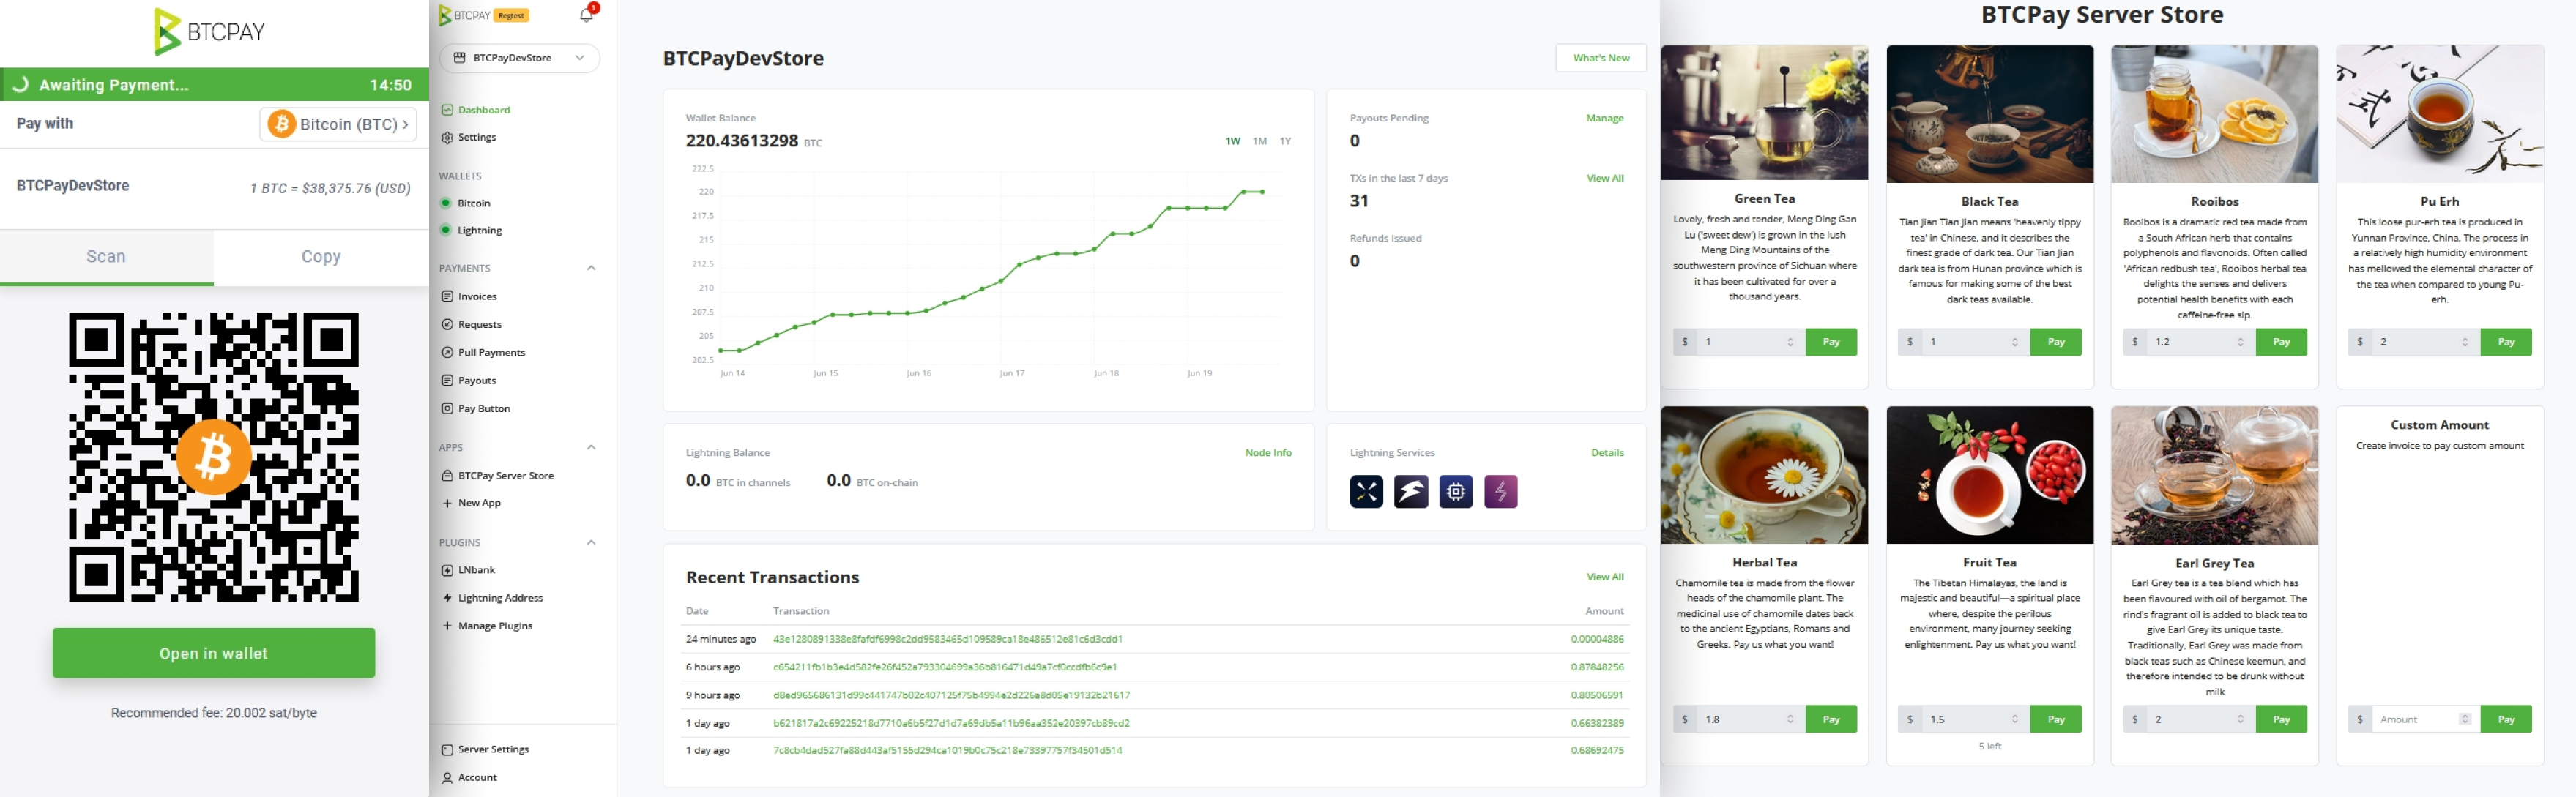 BTCPAY
Awaiting Payment... 14:50
Pay with Bitcoin (BTC)
BTCPayDevStore 1 BTC = $38,375.76 (USD)
Scan Copy
Open in wallet
Recommended fee: 20.002 sat/byte
BTCPAY Regtest 1
BTCPayDevStore
Dashboard
Settings
WALLETS
Bitcoin
Lightning
PAYMENTS
Invoices
Requests
Pull Payments
Payouts
Pay Button
APPS
BTCPay Server Store
New App
PLUGINS
LNbank
Lightning Address
Manage Plugins
Server Settings
Account
BTCPayDevStore What's New
Wallet Balance
220.43613298 BTC 1W 1M 1Y
222.5
220
217.5
215
212.5
210
207.5
205
202.5
Jun 14 Jun 15 Jun 16 Jun 17 Jun 18 Jun 19
Payouts Pending Manage
0
TXs in the last 7 days View All
31
Refunds Issued
0
Lightning Balance Node Info
0.0 BTC in channels 0.0 BTC on-chain
Lightning Services Details
Recent Transactions View All
Date Transaction Amount
24 minutes ago 43e1280891338e8fafdf6998c2dd9583465d109589ca18e486512e81c6d3cdd1 0.00004886
6 hours ago c654211fb1b3e4d582fe26f452a793304699a36b816471d49a7cf0ccdfb6c9e1 0.87848256
9 hours ago d8ed965686131d99c441747b02c407125f75b4994e2d226a8d05e19132b21617 0.80506591
1 day ago b621817a2c69225218d7710a6b5f27d1d7a69db5a11b96aa352e20397cb89cd2 0.66382389
1 day ago 7c8cb4dad527fa88d443af5155d294ca1019b0c75c218e73397757f34501d514 0.68692475
BTCPay Server Store
Green Tea
Lovely, fresh and tender, Meng Ding Gan
Lu ('sweet dew') is grown in the lush
Meng Ding Mountains of the
southwestern province of Sichuan where
it has been cultivated for over a
thousand years.
$ 1 Pay
Black Tea
Tian Jian Tian Jian means 'heavenly tippy
tea' in Chinese, and it describes the
finest grade of dark tea. Our Tian Jian
dark tea is from Hunan province which is
famous for making some of the best
dark teas available.
$ 1 Pay
Rooibos
Rooibos is a dramatic red tea made from
a South African herb that contains
polyphenols and flavonoids. Often called
'African redbush tea', Rooibos herbal tea
delights the senses and delivers
potential health benefits with each
caffeine-free sip.
$ 1.2 Pay
Pu Erh
This loose pur-erh tea is produced in
Yunnan Province, China. The process in
a relatively high humidity environment
has mellowed the elemental character of
the tea when compared to young Pu-
erh.
$ 2 Pay
Herbal Tea
Chamomile tea is made from the flower
heads of the chamomile plant. The
medicinal use of chamomile dates back
to the ancient Egyptians, Romans and
Greeks. Pay us what you want!
$ 1.8 Pay
Fruit Tea
The Tibetan Himalayas, the land is
majestic and beautiful—a spiritual place
where, despite the perilous
environment, many journey seeking
enlightenment. Pay us what you want!
$ 1.5 Pay
5 left
Earl Grey Tea
Earl Grey tea is a tea blend which has
been flavoured with oil of bergamot. The
rind's fragrant oil is added to black tea to
give Earl Grey its unique taste.
Traditionally, Earl Grey was made from
black teas such as Chinese keemun, and
therefore intended to be drunk without
milk
$ 2 Pay
Custom Amount
Create invoice to pay custom amount
$ Amount Pay